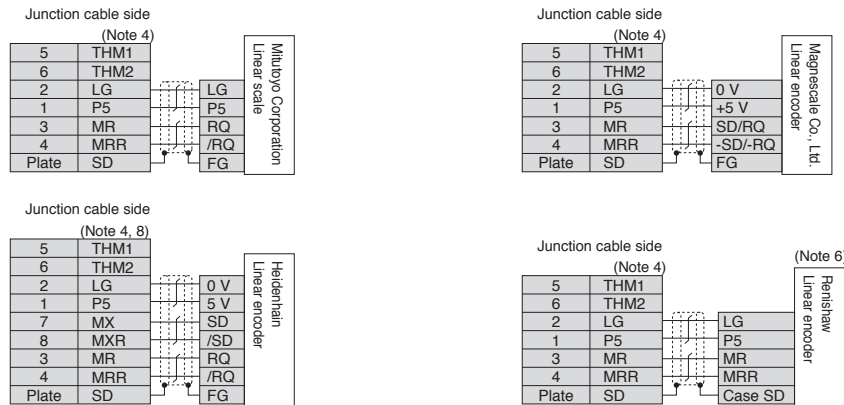 Junction cable side
(Note 4)
5 THM1
6 THM2
2 LG LG
1 P5 P5
3 MR RQ
4 MRR /RQ
Plate SD FG
Mitutoyo Corporation
Linear scale
Junction cable side
(Note 4)
5 THM1
6 THM2
2 LG 0 V
1 P5 +5 V
3 MR SD/RQ
4 MRR -SD/-RQ
Plate SD FG
Magnescale Co., Ltd.
Linear encoder
Junction cable side
(Note 4, 8)
5 THM1
6 THM2
2 LG 0 V
1 P5 5 V
7 MX SD
8 MXR /SD
3 MR RQ
4 MRR /RQ
Plate SD FG
Heidenhain
Linear encoder
Junction cable side
(Note 4)
(Note 6)
5 THM1
6 THM2
2 LG LG
1 P5 P5
3 MR MR
4 MRR MRR
Plate SD Case SD
Renishaw
Linear encoder